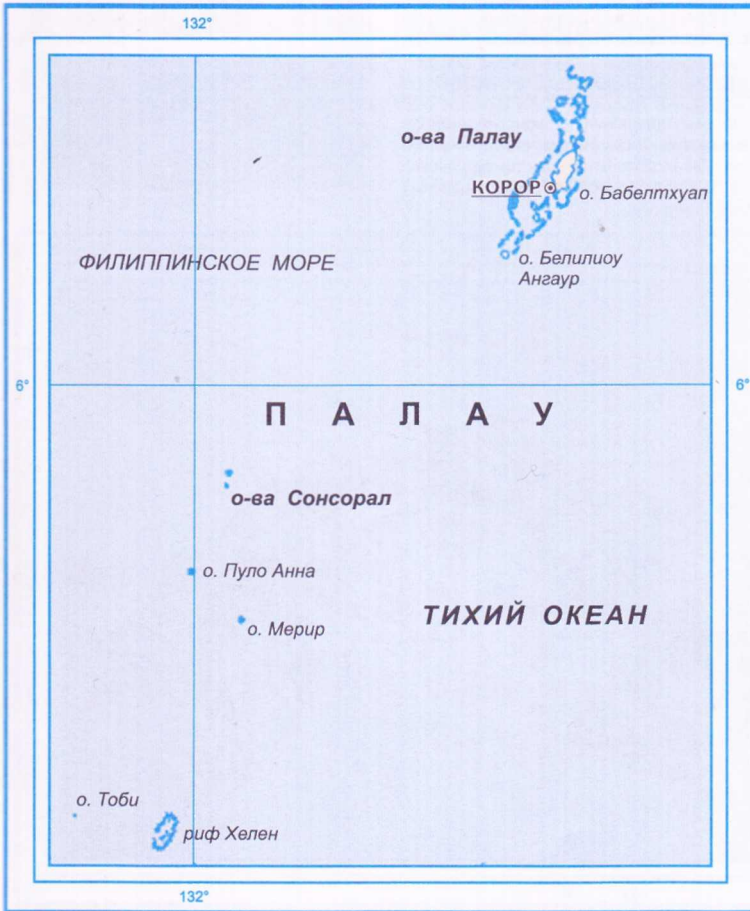 132°
о-ва Палау
КОРОР
о. Бабелтхуап
ФИЛИППИНСКОЕ МОРЕ
о. Белилиоу
Ангаур
6°
6°
ПАЛАУ
о-ва Сонсорал
о. Пуло Анна
ТИХИЙ ОКЕАН
о. Мерир
о. Тоби
риф Хелен
132°